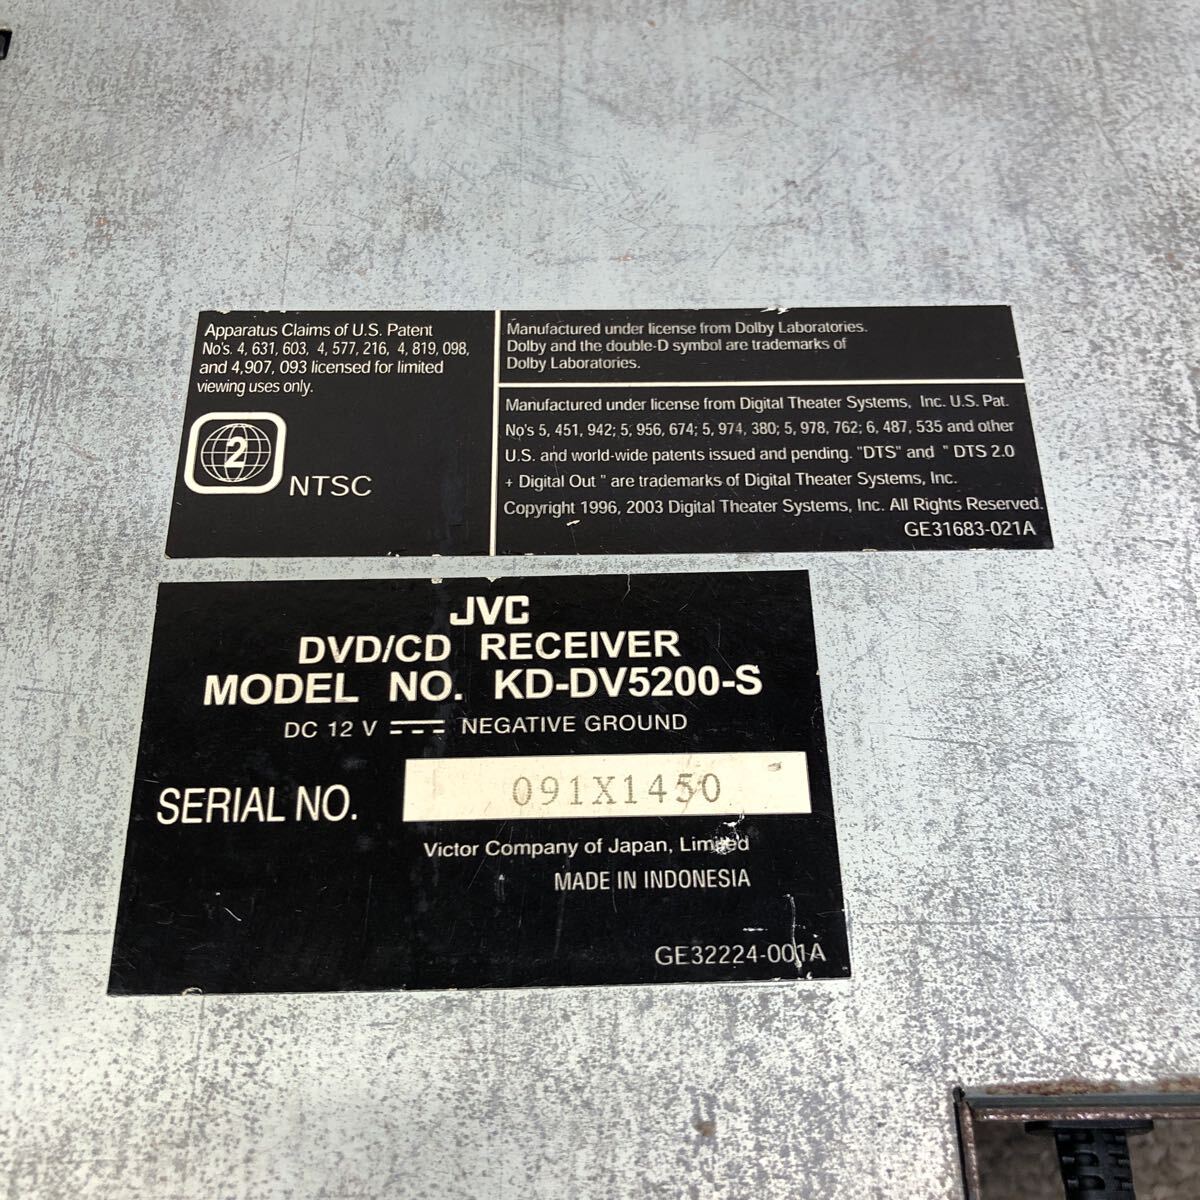 Apparatus Claims of U.S. Patent
No's. 4, 631, 603, 4, 577, 216, 4, 819, 098,
and 4,907, 093 licensed for limited
viewing uses only.
2
NTSC
Manufactured under license from Dolby Laboratories.
Dolby and the double-D symbol are trademarks of
Dolby Laboratories.
Manufactured under license from Digital Theater Systems, Inc. U.S. Pat.
No's 5, 451, 942; 5, 956, 674; 5, 974, 380; 5, 978, 762; 6, 487, 535 and other
U.S. and world-wide patents issued and pending. "DTS" and " DTS 2.0
+ Digital Out " are trademarks of Digital Theater Systems, Inc.
Copyright 1996, 2003 Digital Theater Systems, Inc. All Rights Reserved.
GE31683-021A
JVC
DVD/CD RECEIVER
MODEL NO. KD-DV5200-S
DC 12 V ⎓ NEGATIVE GROUND
SERIAL NO. 091X1450
Victor Company of Japan, Limited
MADE IN INDONESIA
GE32224-001A